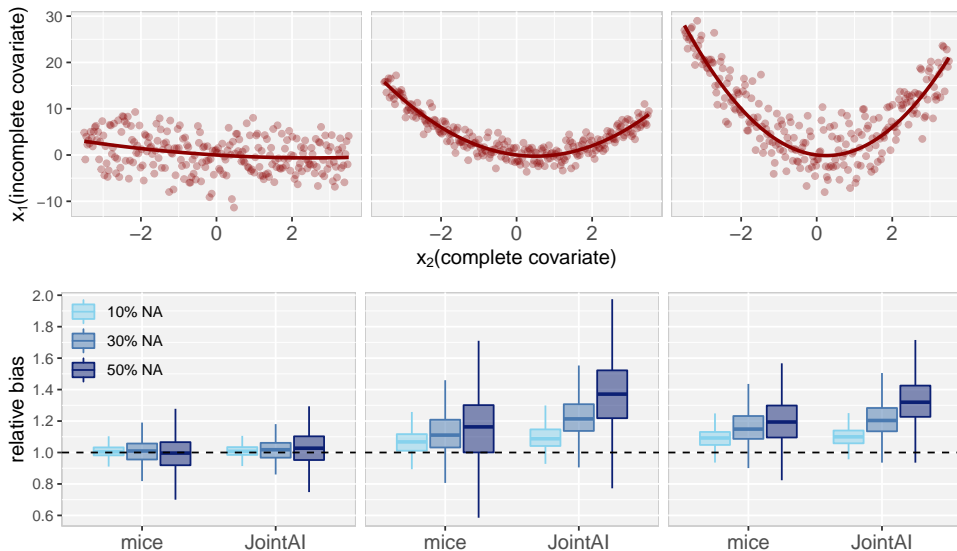 x1(incomplete covariate)
30
20
10
0
−10
−2 0 2
−2 0 2
−2 0 2
x2(complete covariate)
relative bias
2.0
1.8
1.6
1.4
1.2
1.0
0.8
0.6
10% NA
30% NA
50% NA
mice JointAI
mice JointAI
mice JointAI